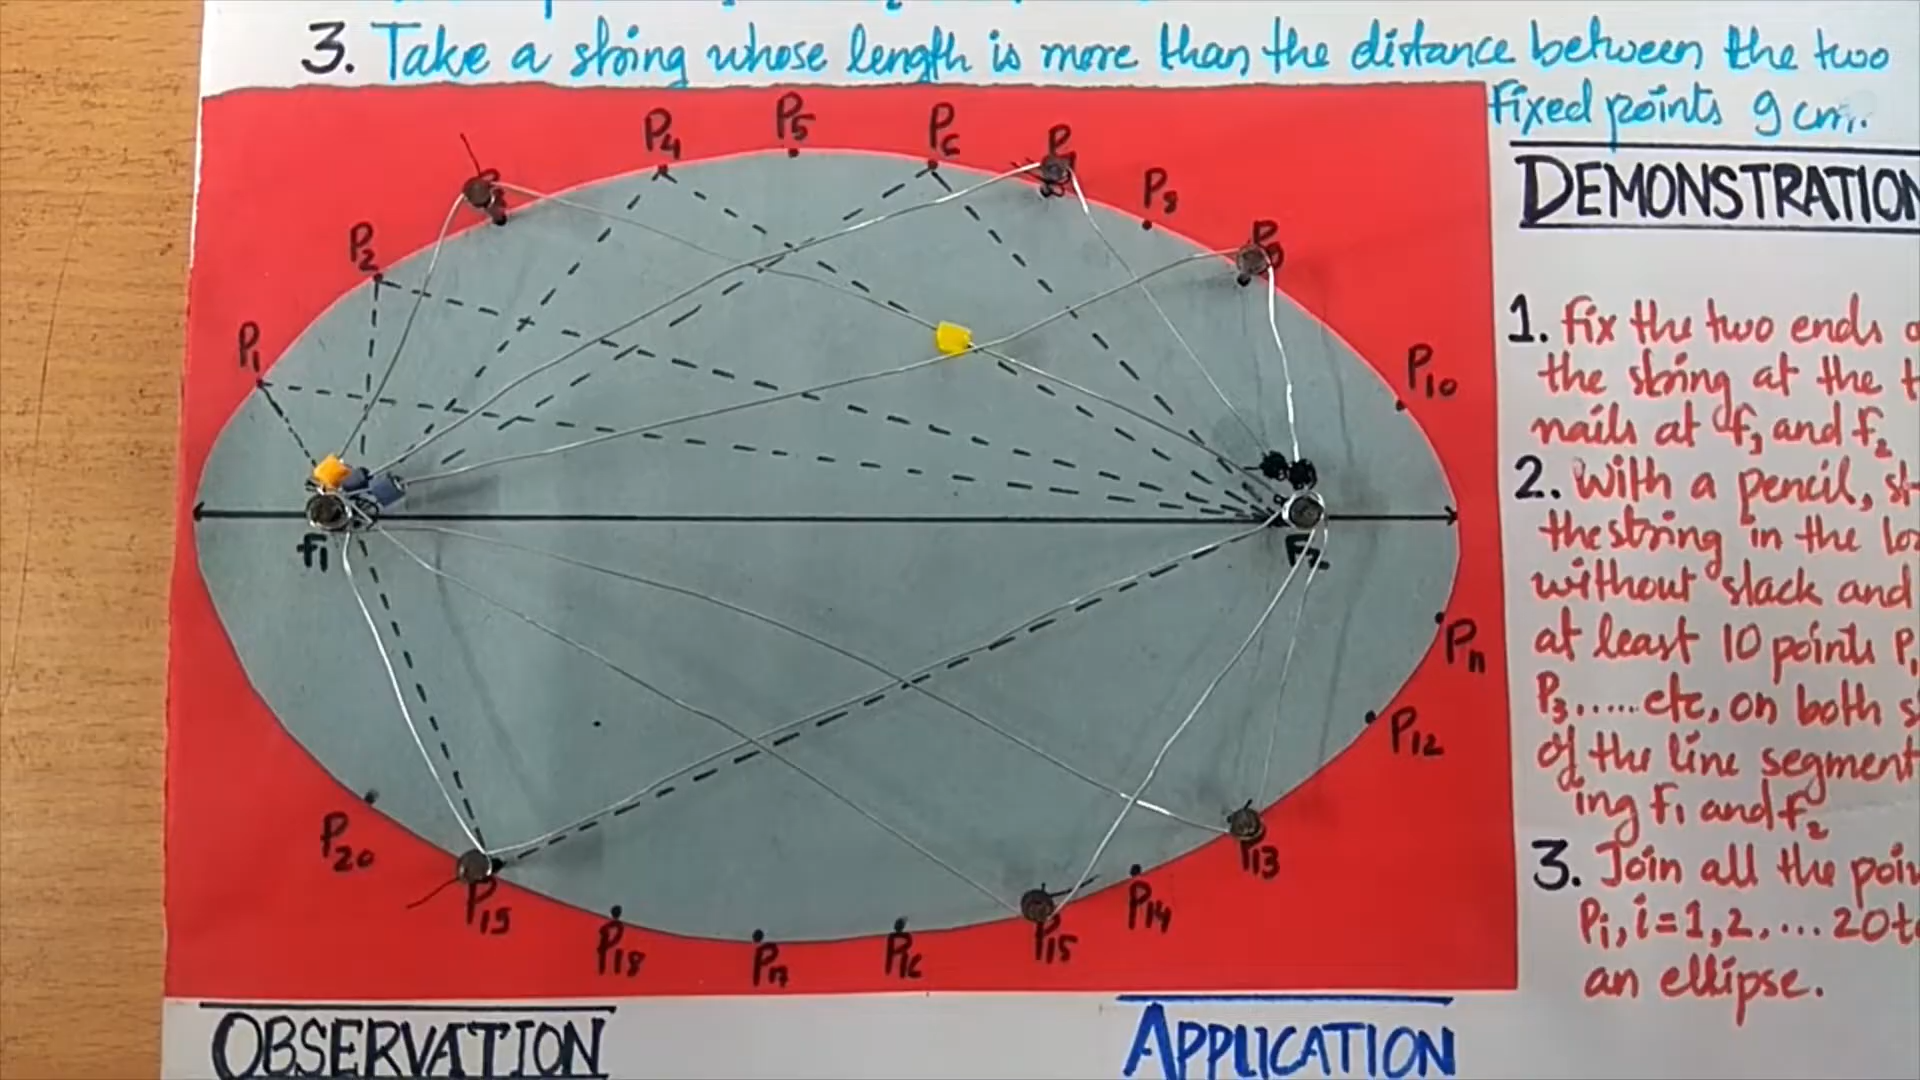 3. Take a string whose length is more than the distance between the two
Fixed points 9 cm.
DEMONSTRATION
1. Fix the two ends
the string at the
nails at f1 and f2
2. With a pencil,
the string in the
without slack and
at least 10 points P1
P3,.....etc, on both
of the line segment
ing F1 and f2
3. Join all the
Pi, i=1,2,...20
an ellipse.
P4 P5 P6 P7
P8
P2 P9
P1
P10
f1 F2
P11
P12
P20 P13
P19 P14
P18 P17 P16 P15
OBSERVATION
APPLICATION